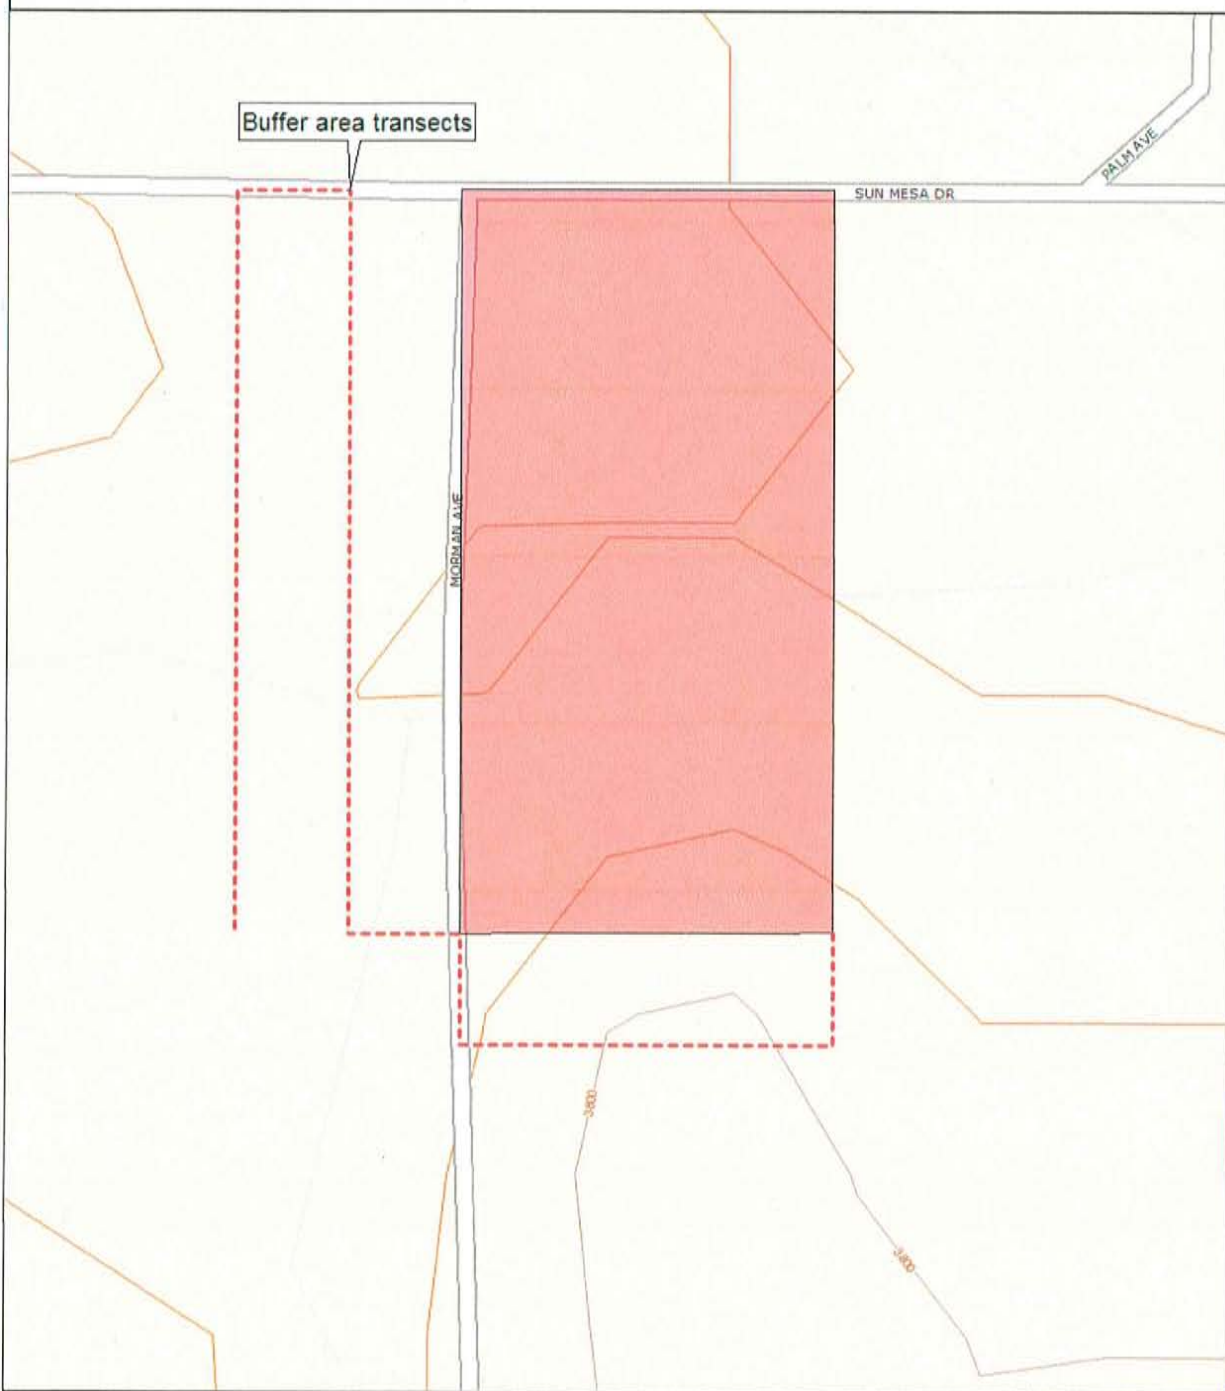 Buffer area transects
PALM AVE
SUN MESA DR
MORMAN AVE
3800
3800